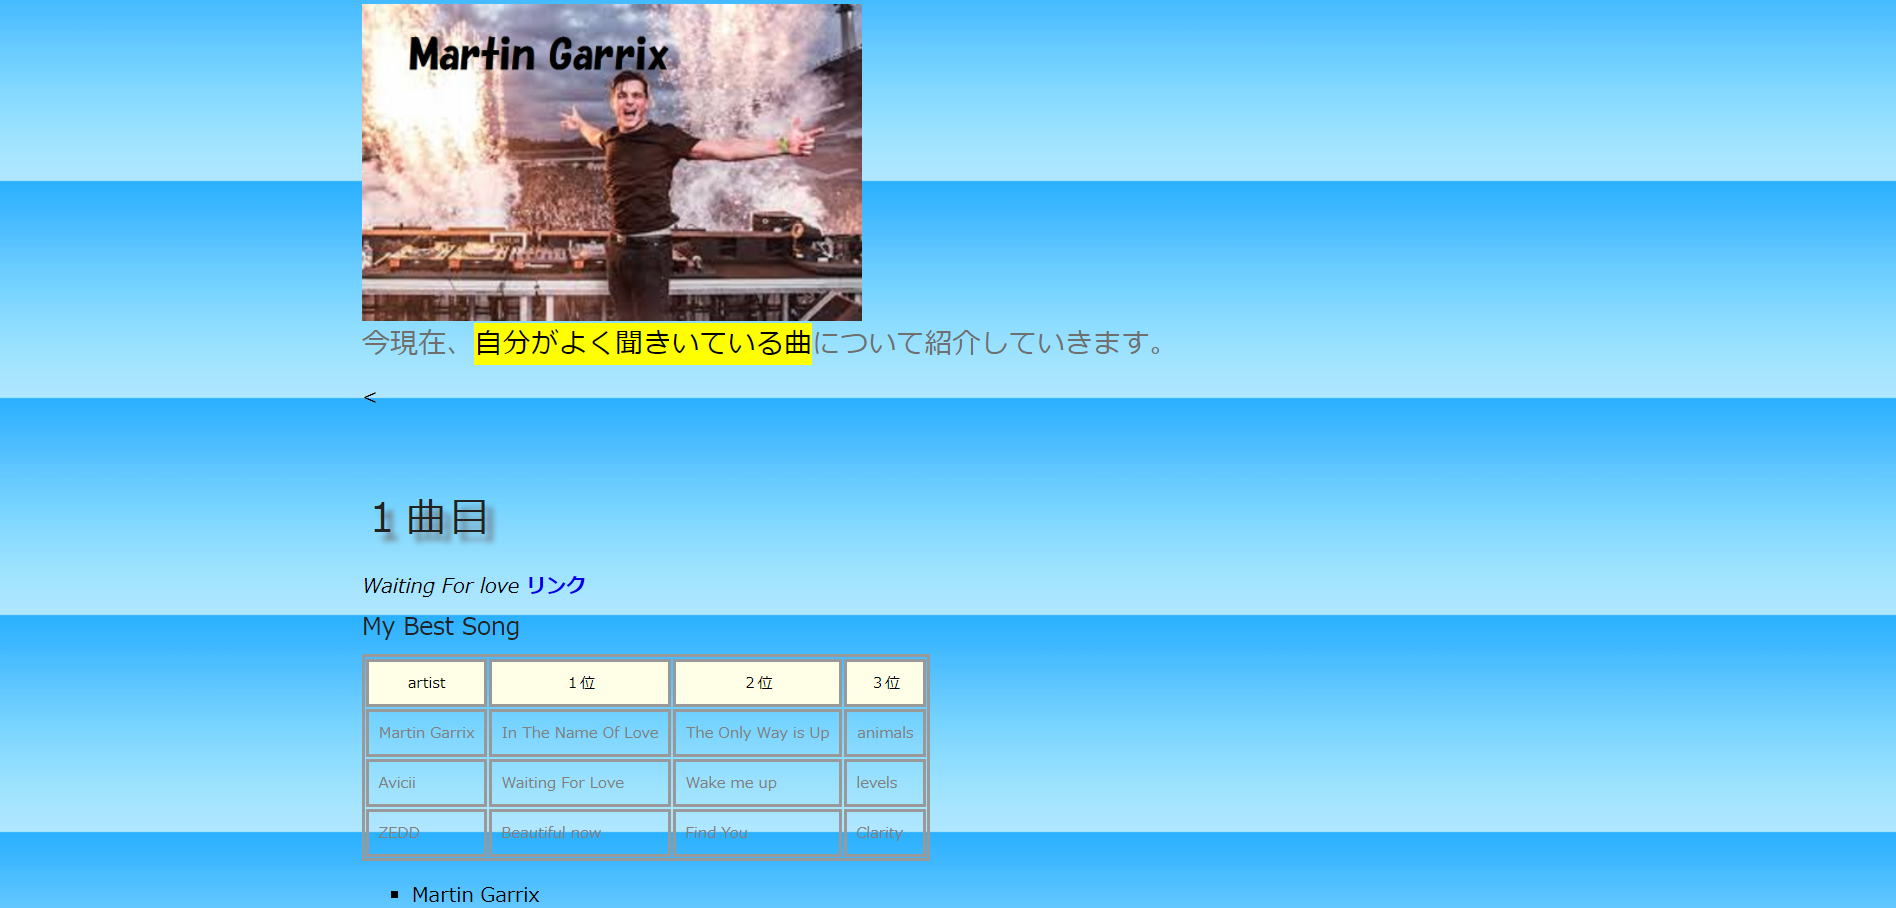 Martin Garrix
今現在、自分がよく聞きいている曲について紹介していきます。
<
１曲目
Waiting For love リンク
My Best Song
artist １位 ２位 ３位
Martin Garrix In The Name Of Love The Only Way is Up animals
Avicii Waiting For Love Wake me up levels
ZEDD Beautiful now Find You Clarity
▪ Martin Garrix